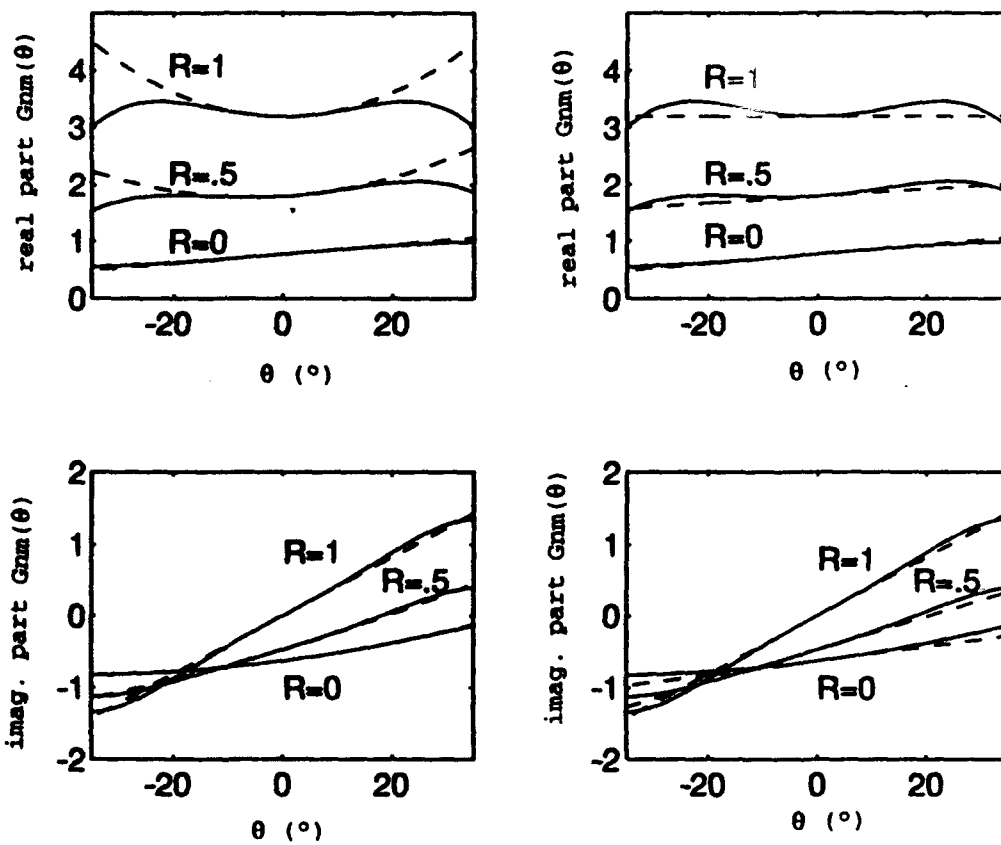 real part Gnm(θ)
4
3
2
1
0
R=1
R=.5
R=0
-20 0 20
θ (°)
real part Gnm(θ)
4
3
2
1
0
R=1
R=.5
R=0
-20 0 20
θ (°)
imag. part Gnm(θ)
2
1
0
-1
-2
R=1
R=.5
R=0
-20 0 20
θ (°)
imag. part Gnm(θ)
2
1
0
-1
-2
R=1
R=.5
R=0
-20 0 20
θ (°)